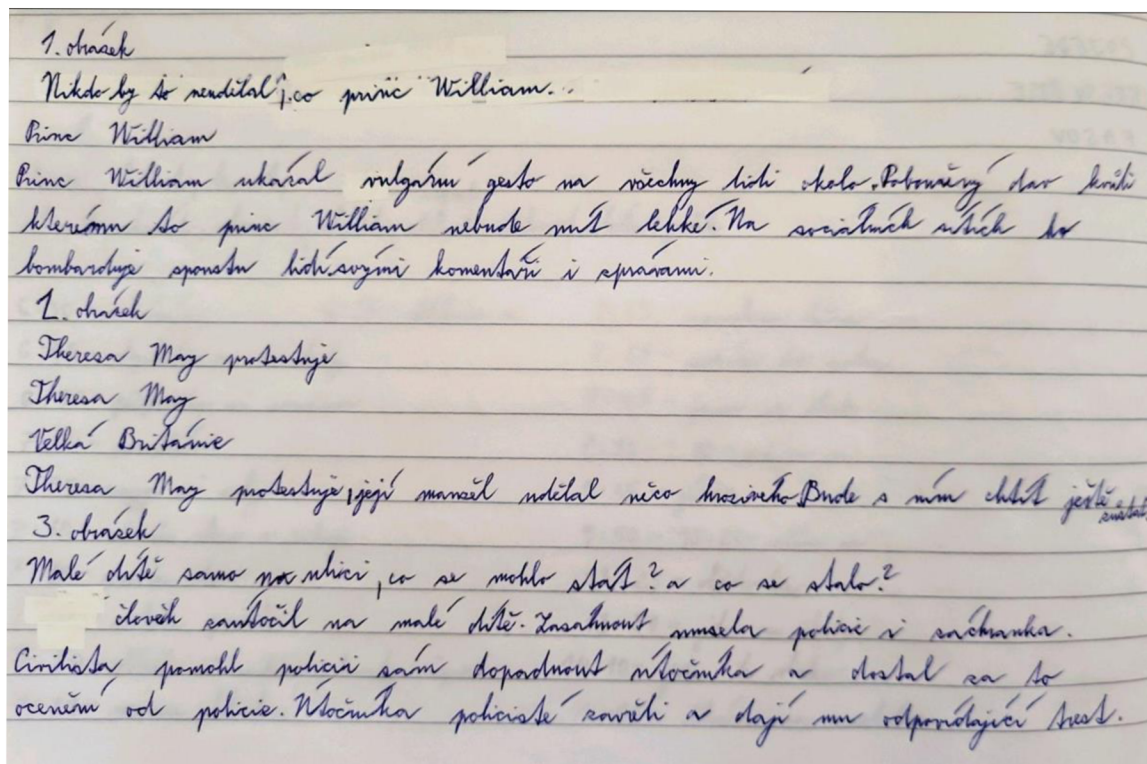 1. obrázek
Nikdo by to neudělal, co princ William...
Princ William
Princ William ukázal vulgární gesto na všechny lidi okolo. Pobouřený dav kvůli
kterému to princ William nebude mít lehké. Na sociálních sítích ho
bombarduje spoustu lidí svými komentáři i zprávami.
2. obrázek
Theresa May protestuje
Theresa May
Velká Británie
Theresa May protestuje, její manžel udělal něco hrozivého. Bude s ním chtít ještě zůstat
3. obrázek
Malé dítě samo na ulici, co se mohlo stát? a co se stalo?
člověk zaútočil na malé dítě. Zasáhnout musela policie i záchranka.
Civilista pomohl policii sám dopadnout útočníka a dostal za to
ocenění od policie. Útočníka policisté zavřeli a dají mu odpovídající trest.